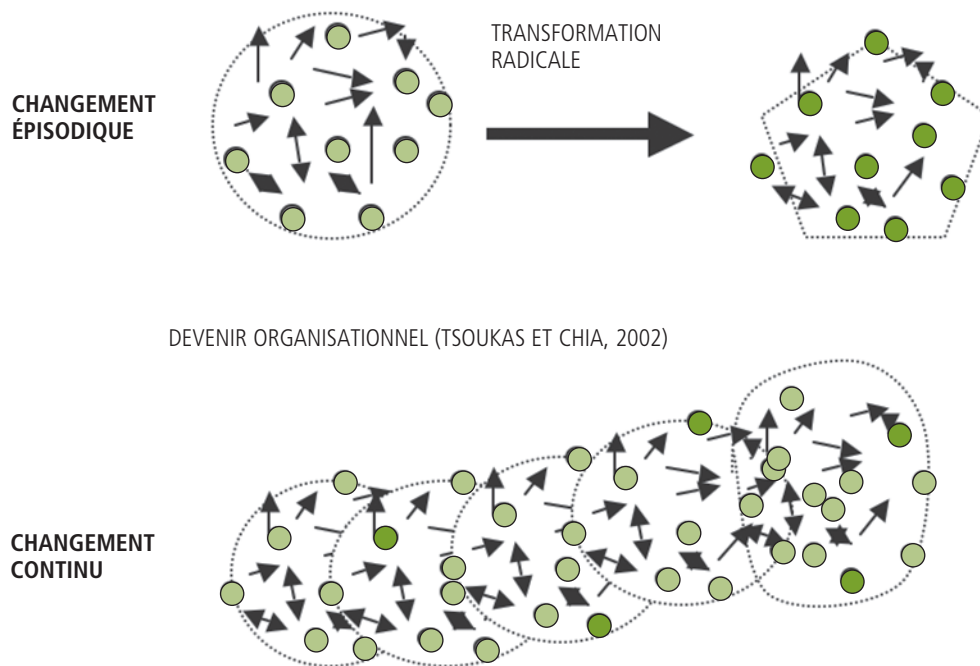 TRANSFORMATION
RADICALE
CHANGEMENT
ÉPISODIQUE
DEVENIR ORGANISATIONNEL (TSOUKAS ET CHIA, 2002)
CHANGEMENT
CONTINU